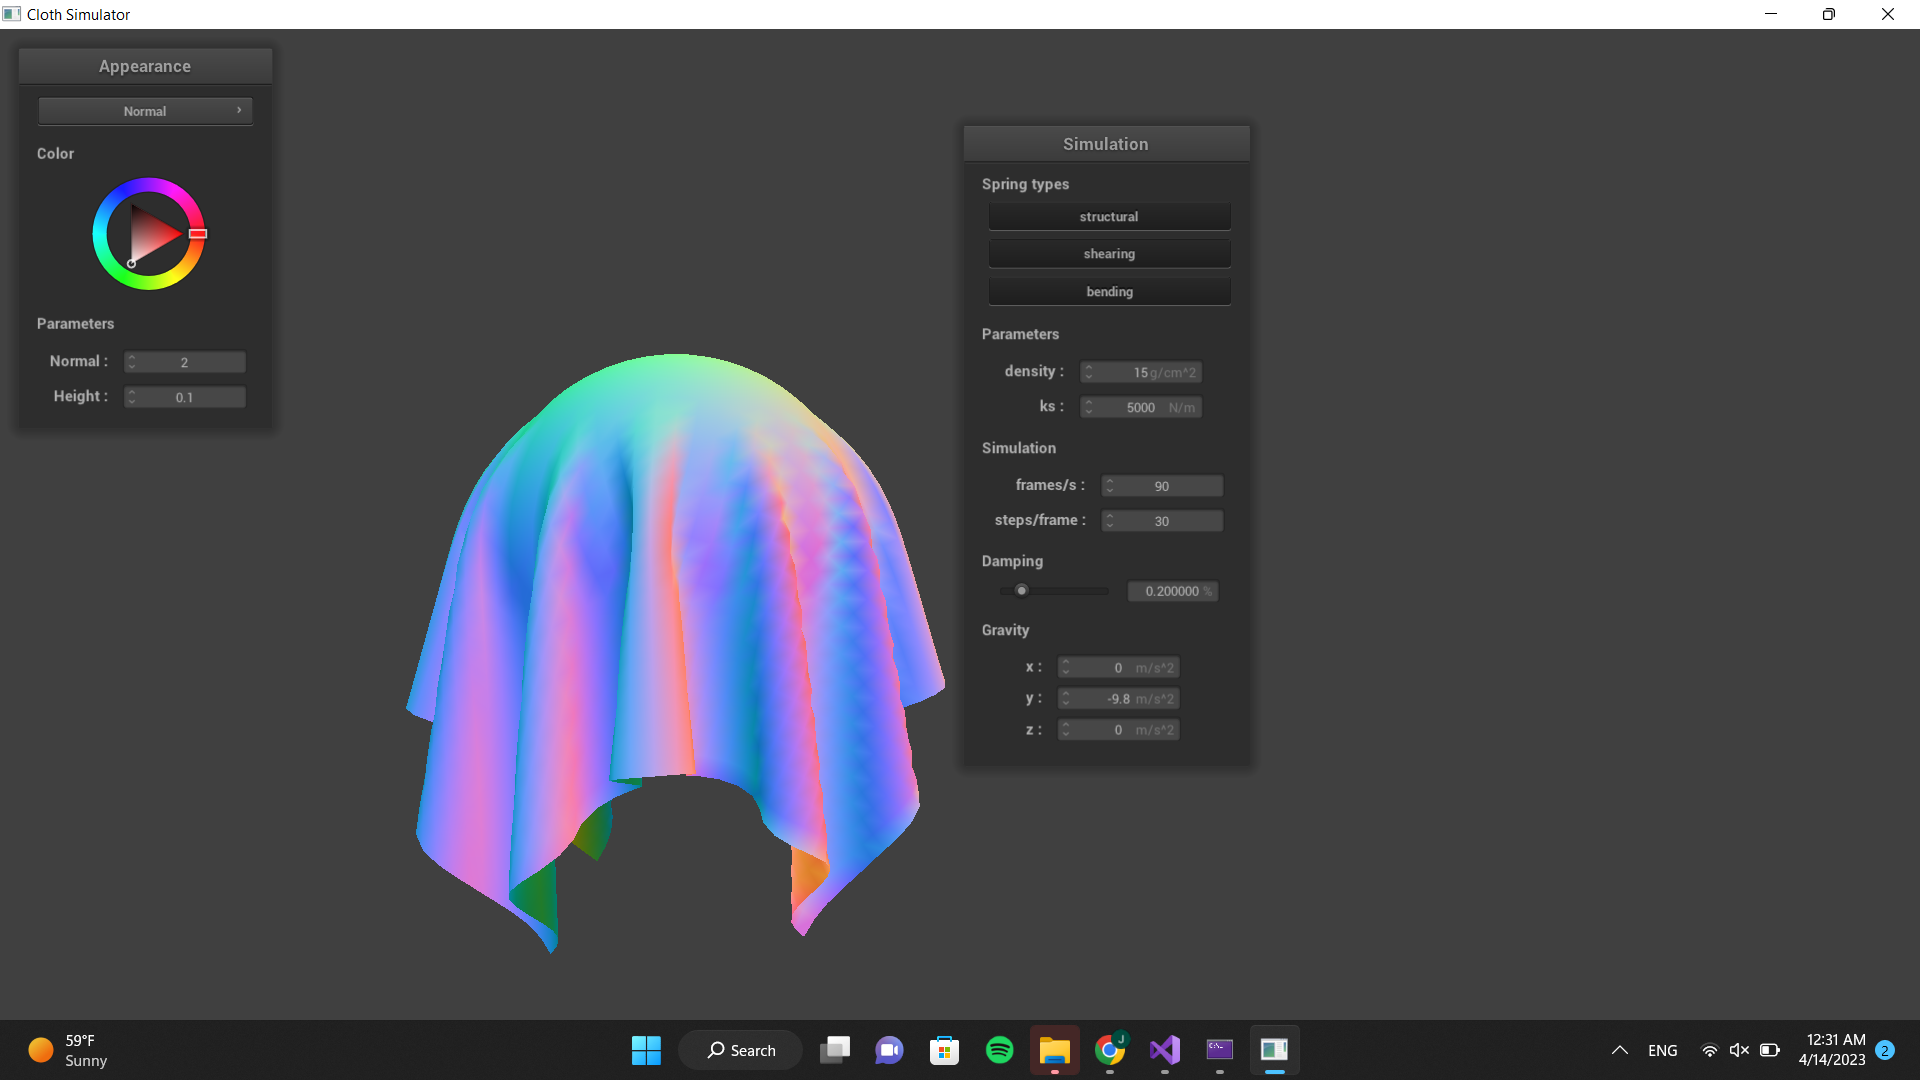 Cloth Simulator
Appearance
Normal
Color
Parameters
Normal : 2
Height : 0.1
Simulation
Spring types
structural
shearing
bending
Parameters
density : 15 g/cm^2
ks : 5000 N/m
Simulation
frames/s : 90
steps/frame : 30
Damping
0.200000 %
Gravity
x : 0 m/s^2
y : -9.8 m/s^2
z : 0 m/s^2
59°F
Sunny
Search
J
C:\_
ENG
12:31 AM
4/14/2023
2